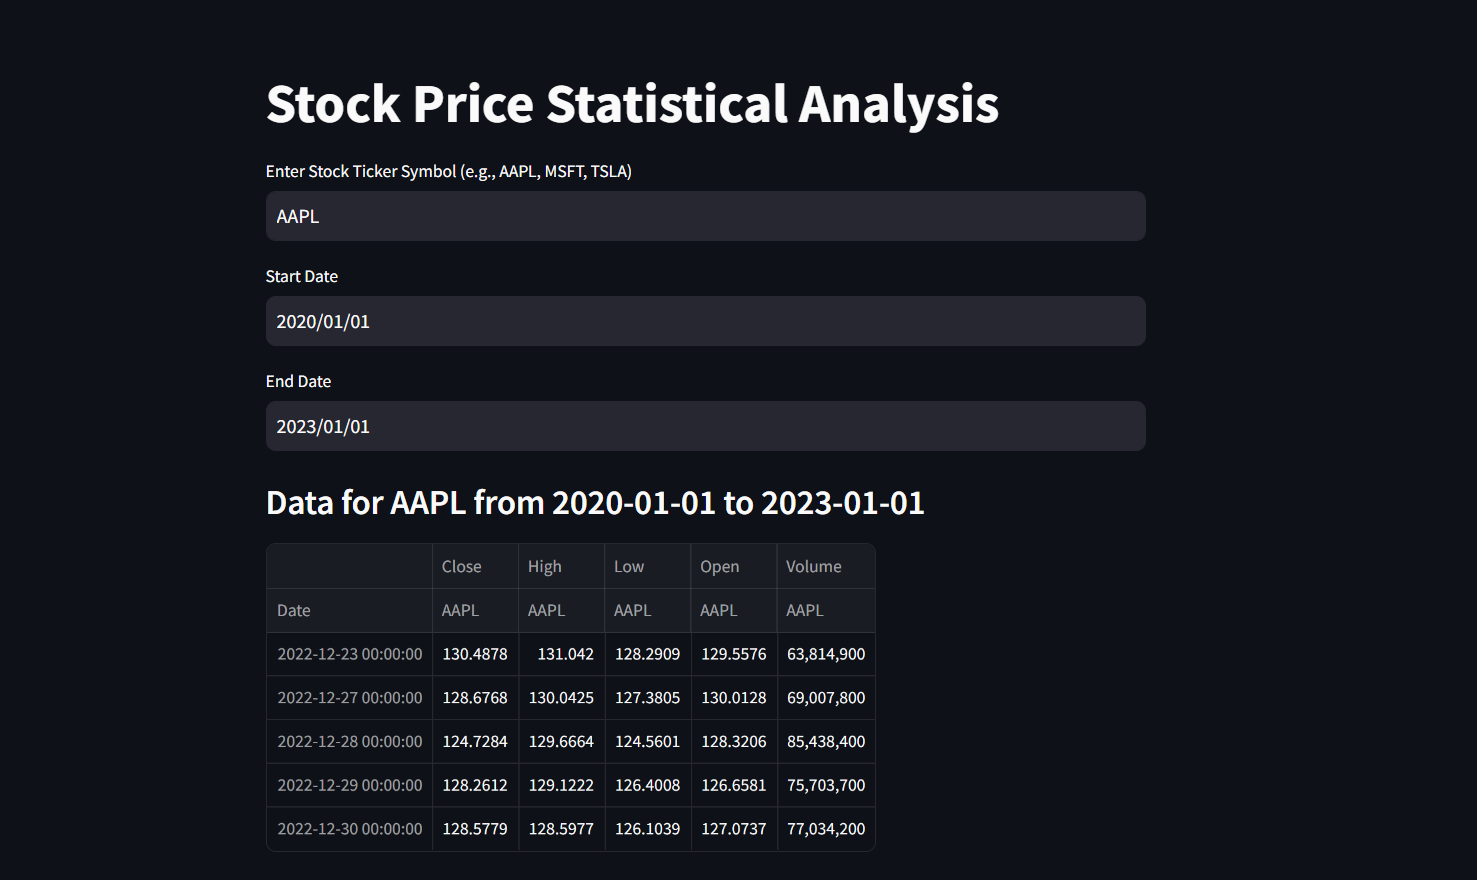 Stock Price Statistical Analysis
Enter Stock Ticker Symbol (e.g., AAPL, MSFT, TSLA)
AAPL
Start Date
2020/01/01
End Date
2023/01/01
Data for AAPL from 2020-01-01 to 2023-01-01
Close High Low Open Volume
Date AAPL AAPL AAPL AAPL AAPL
2022-12-23 00:00:00 130.4878 131.042 128.2909 129.5576 63,814,900
2022-12-27 00:00:00 128.6768 130.0425 127.3805 130.0128 69,007,800
2022-12-28 00:00:00 124.7284 129.6664 124.5601 128.3206 85,438,400
2022-12-29 00:00:00 128.2612 129.1222 126.4008 126.6581 75,703,700
2022-12-30 00:00:00 128.5779 128.5977 126.1039 127.0737 77,034,200